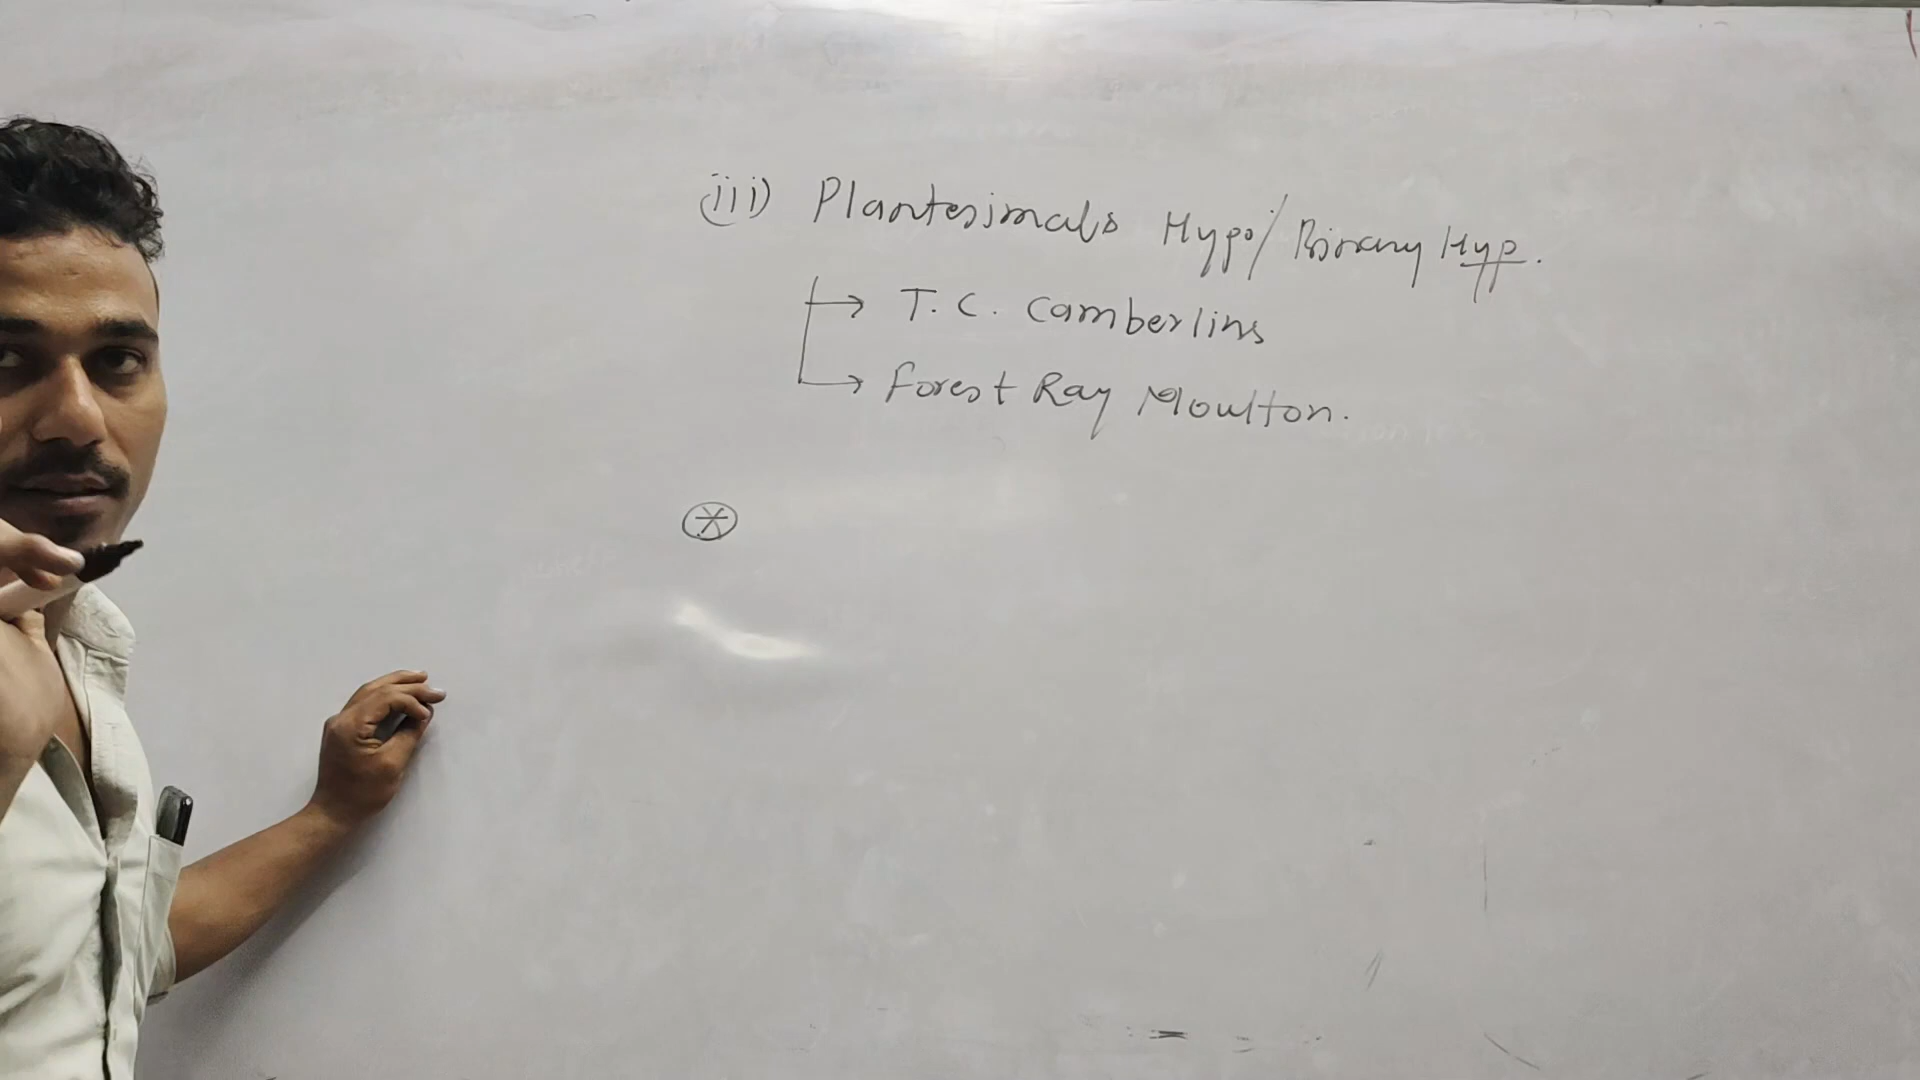 (iii) Plantesimals Hypo/ Binary Hyp.
→ T. C. Camberlins
→ Forest Ray Moulton.